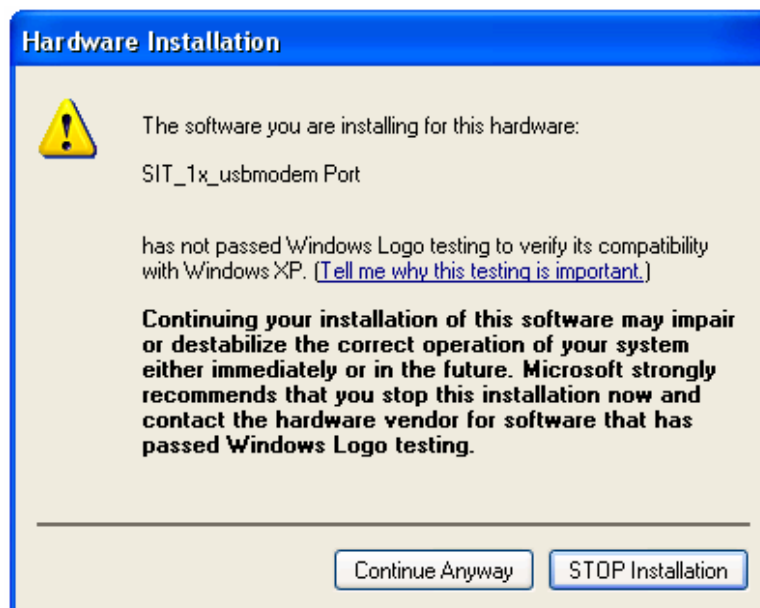 Hardware Installation
The software you are installing for this hardware:
SIT_1x_usbmodem Port
has not passed Windows Logo testing to verify its compatibility
with Windows XP. (Tell me why this testing is important.)
Continuing your installation of this software may impair
or destabilize the correct operation of your system
either immediately or in the future. Microsoft strongly
recommends that you stop this installation now and
contact the hardware vendor for software that has
passed Windows Logo testing.
Continue Anyway
STOP Installation